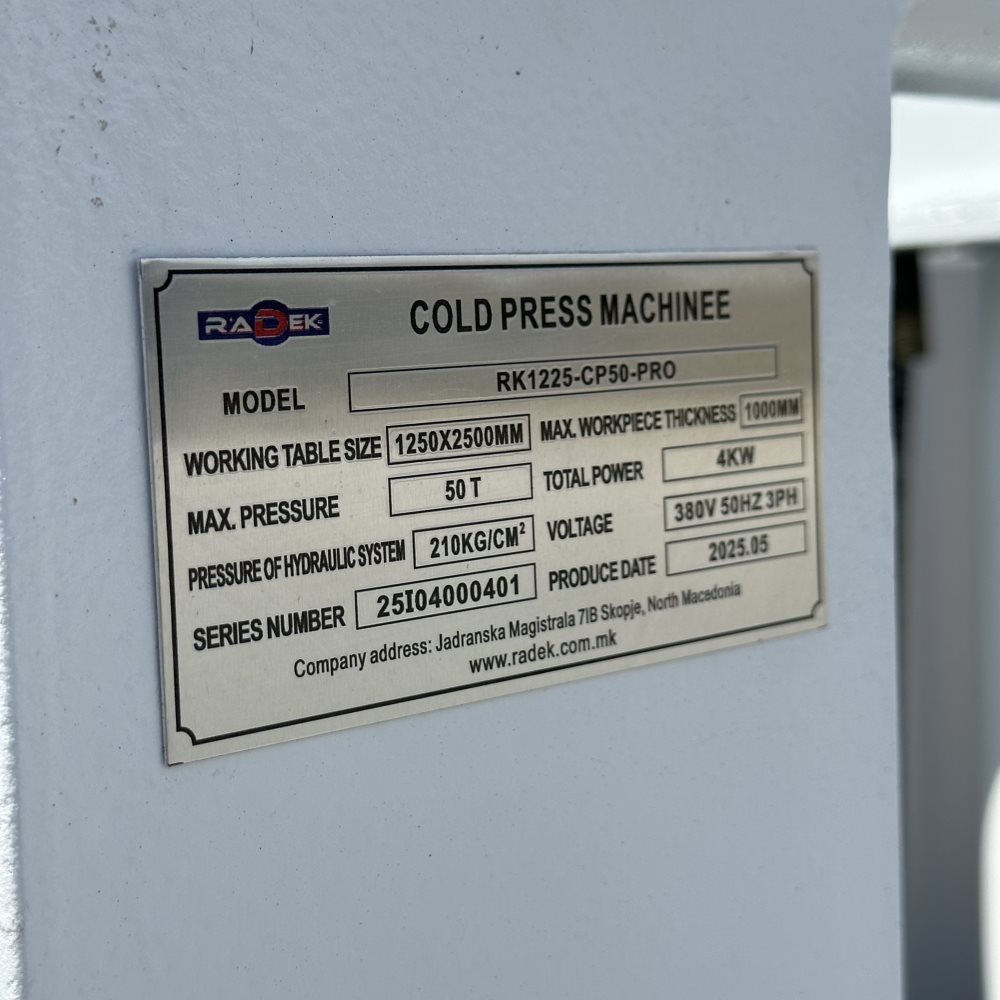 RADEK
COLD PRESS MACHINEE
MODEL RK1225-CP50-PRO
WORKING TABLE SIZE 1250X2500MM MAX. WORKPIECE THICKNESS 1000MM
MAX. PRESSURE 50 T TOTAL POWER 4KW
PRESSURE OF HYDRAULIC SYSTEM 210KG/CM² VOLTAGE 380V 50HZ 3PH
SERIES NUMBER 25I04000401 PRODUCE DATE 2025.05
Company address: Jadranska Magistrala 7IB Skopje, North Macedonia
www.radek.com.mk